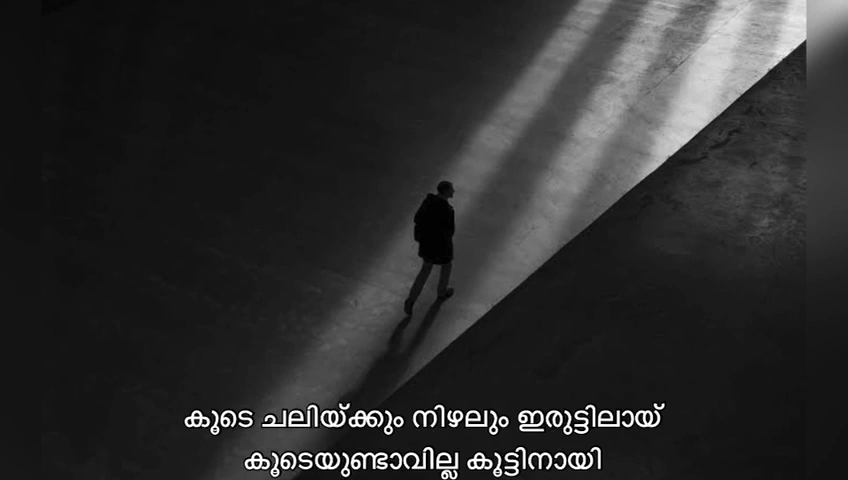 കൂടെ ചലിയ്ക്കും നിഴലും ഇരുട്ടിലായ്
കൂടെയുണ്ടാവില്ല കൂട്ടിനായി